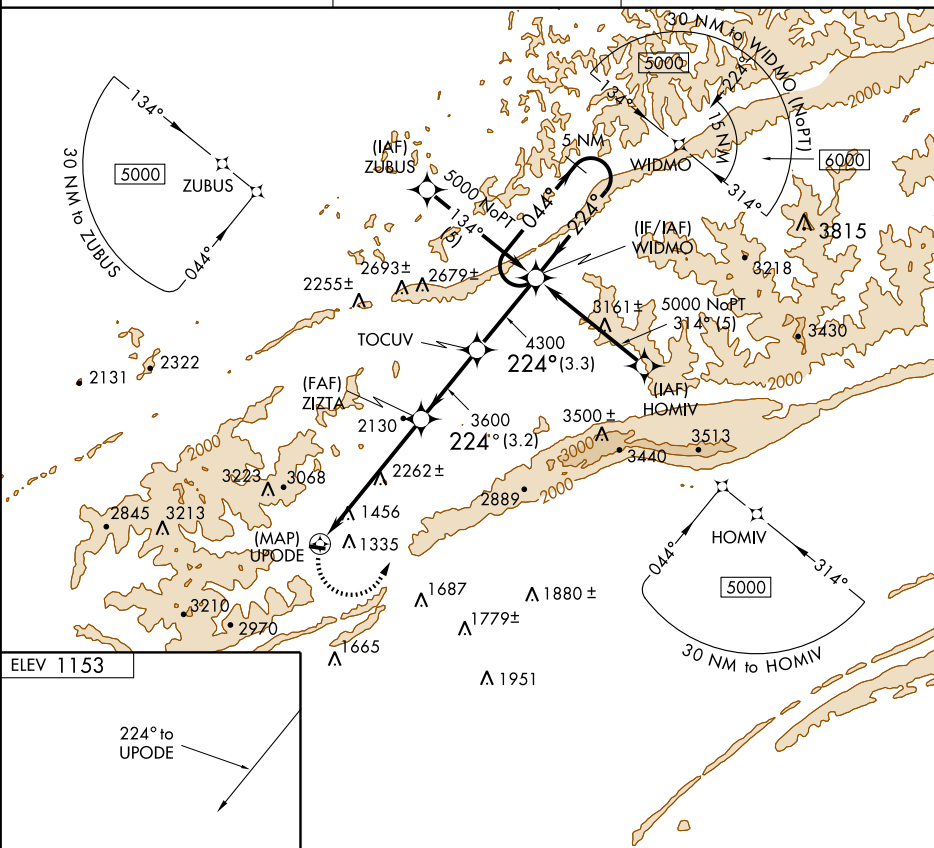 30 NM to WIDMO (NoPT)
5000
224°
134°
15 NM
2000
WIDMO
6000
314°
134°
30 NM to ZUBUS
5000
ZUBUS
044°
(IAF)
ZUBUS
5 NM
5000 NoPT
134°
(5)
044°
224°
(IF/IAF)
WIDMO
3815
3218
2693±
2679±
2255±
3161±
5000 NoPT
314° (5)
3430
TOCUV
4300
224° (3.3)
2322
2131
2000
(IAF)
HOMIV
(FAF)
ZIZTA
2130
3600
224° (3.2)
3500 ±
3000
3513
3440
2000
2262±
3223
3068
2889
2000
2845
3213
1456
(MAP)
UPODE
1335
HOMIV
044°
314°
5000
30 NM to HOMIV
1687
1880 ±
3210
2970
1779±
1665
1951
ELEV 1153
224° to
UPODE